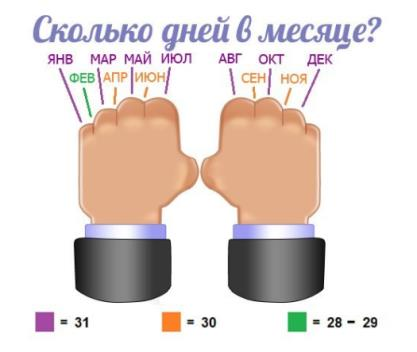 Сколько дней в месяце?
ЯНВ МАР МАЙ ИЮЛ АВГ ОКТ ДЕК
ФЕВ АПР ИЮН СЕН НОЯ
= 31 = 30 = 28 – 29